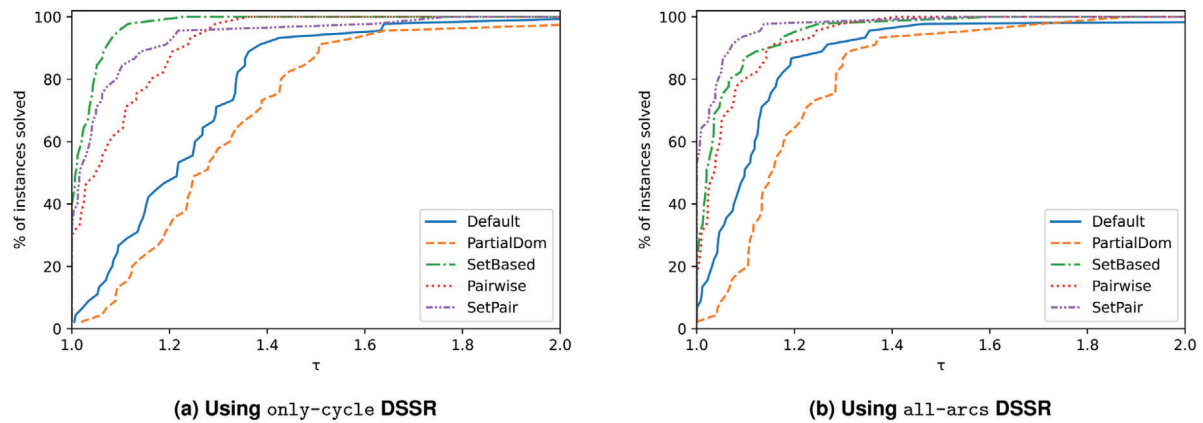 % of instances solved
100
80
60
40
20
0
1.0 1.2 1.4 1.6 1.8 2.0
τ
Default
PartialDom
SetBased
Pairwise
SetPair
(a) Using only-cycle DSSR
% of instances solved
100
80
60
40
20
0
1.0 1.2 1.4 1.6 1.8 2.0
τ
Default
PartialDom
SetBased
Pairwise
SetPair
(b) Using all-arcs DSSR